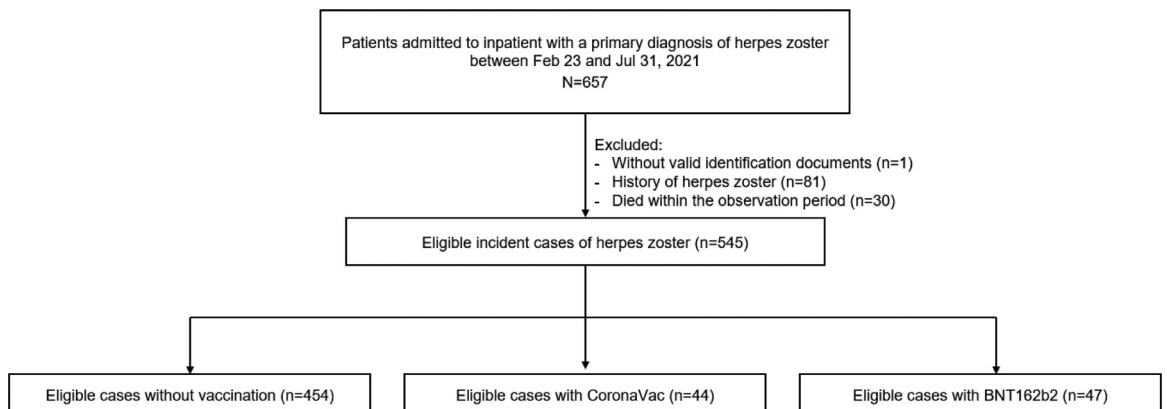 Patients admitted to inpatient with a primary diagnosis of herpes zoster
between Feb 23 and Jul 31, 2021
N=657
Excluded:
- Without valid identification documents (n=1)
- History of herpes zoster (n=81)
- Died within the observation period (n=30)
Eligible incident cases of herpes zoster (n=545)
Eligible cases without vaccination (n=454)
Eligible cases with CoronaVac (n=44)
Eligible cases with BNT162b2 (n=47)